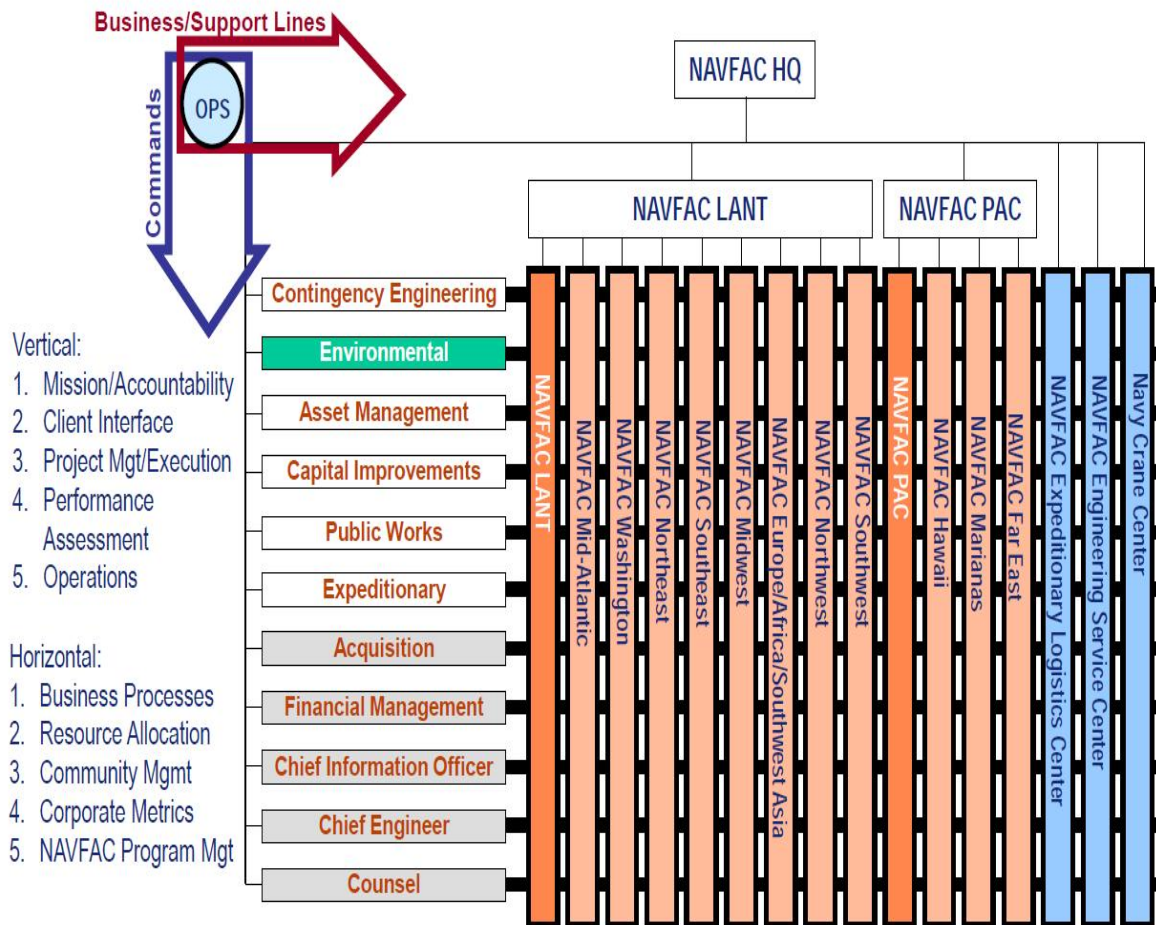 Business/Support Lines
Commands
OPS
NAVFAC HQ
NAVFAC LANT
NAVFAC PAC
Vertical:
1. Mission/Accountability
2. Client Interface
3. Project Mgt/Execution
4. Performance
Assessment
5. Operations
Horizontal:
1. Business Processes
2. Resource Allocation
3. Community Mgmt
4. Corporate Metrics
5. NAVFAC Program Mgt
Contingency Engineering
Environmental
Asset Management
Capital Improvements
Public Works
Expeditionary
Acquisition
Financial Management
Chief Information Officer
Chief Engineer
Counsel
NAVFAC LANT
NAVFAC Mid-Atlantic
NAVFAC Washington
NAVFAC Northeast
NAVFAC Southeast
NAVFAC Midwest
NAVFAC Europe/Africa/Southwest Asia
NAVFAC Northwest
NAVFAC Southwest
NAVFAC PAC
NAVFAC Hawaii
NAVFAC Marianas
NAVFAC Far East
NAVFAC Expeditionary Logistics Center
NAVFAC Engineering Service Center
Navy Crane Center